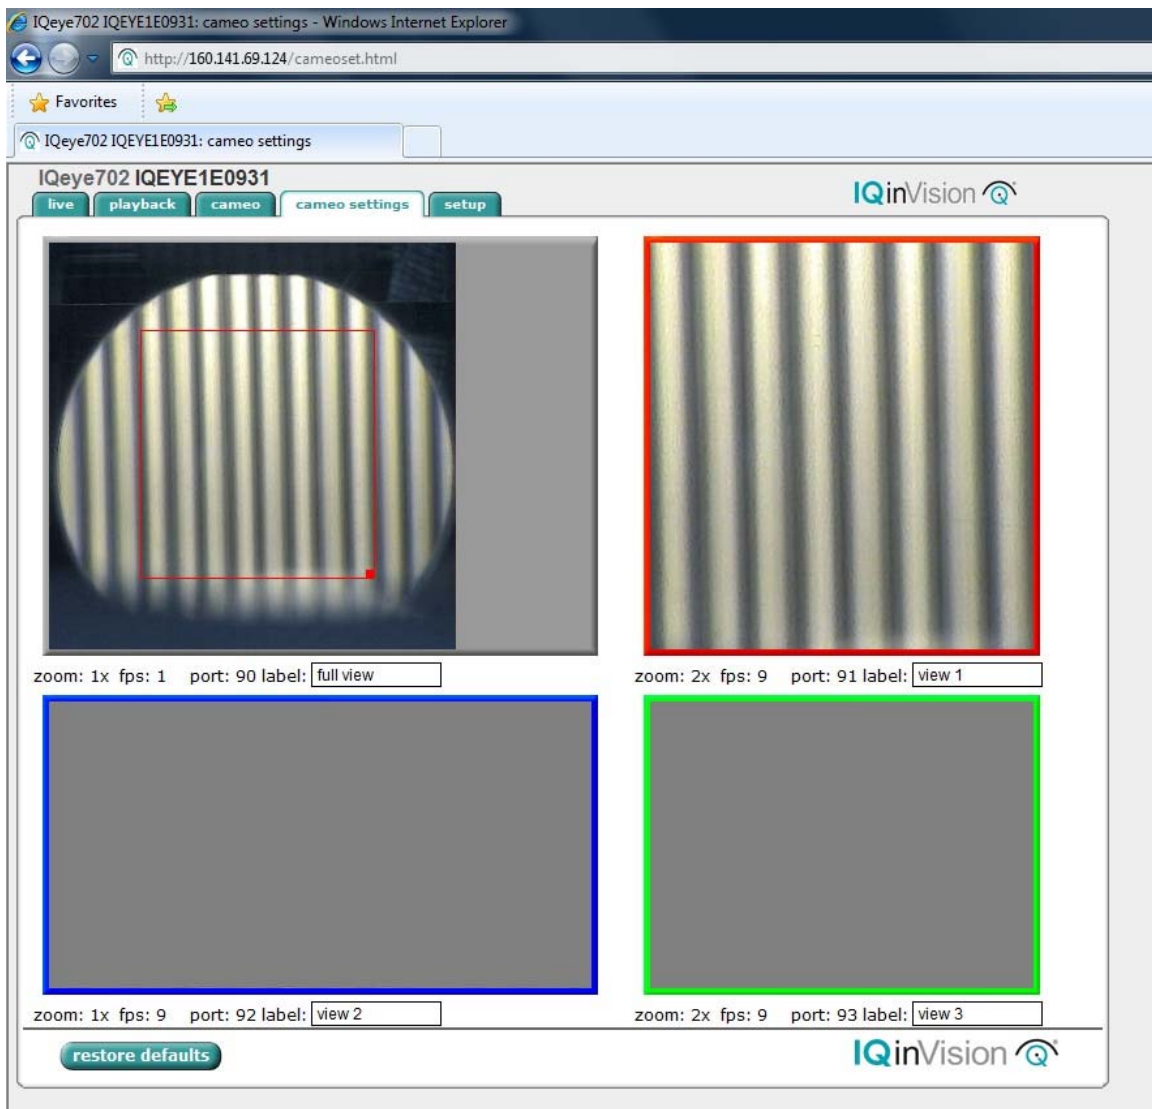 IQeye702 IQEYE1E0931: cameo settings - Windows Internet Explorer
http://160.141.69.124/cameoset.html
Favorites
IQeye702 IQEYE1E0931: cameo settings
IQeye702 IQEYE1E0931
IQinVision
live playback cameo cameo settings setup
zoom: 1x fps: 1 port: 90 label: full view
zoom: 2x fps: 9 port: 91 label: view 1
zoom: 1x fps: 9 port: 92 label: view 2
zoom: 2x fps: 9 port: 93 label: view 3
restore defaults
IQinVision